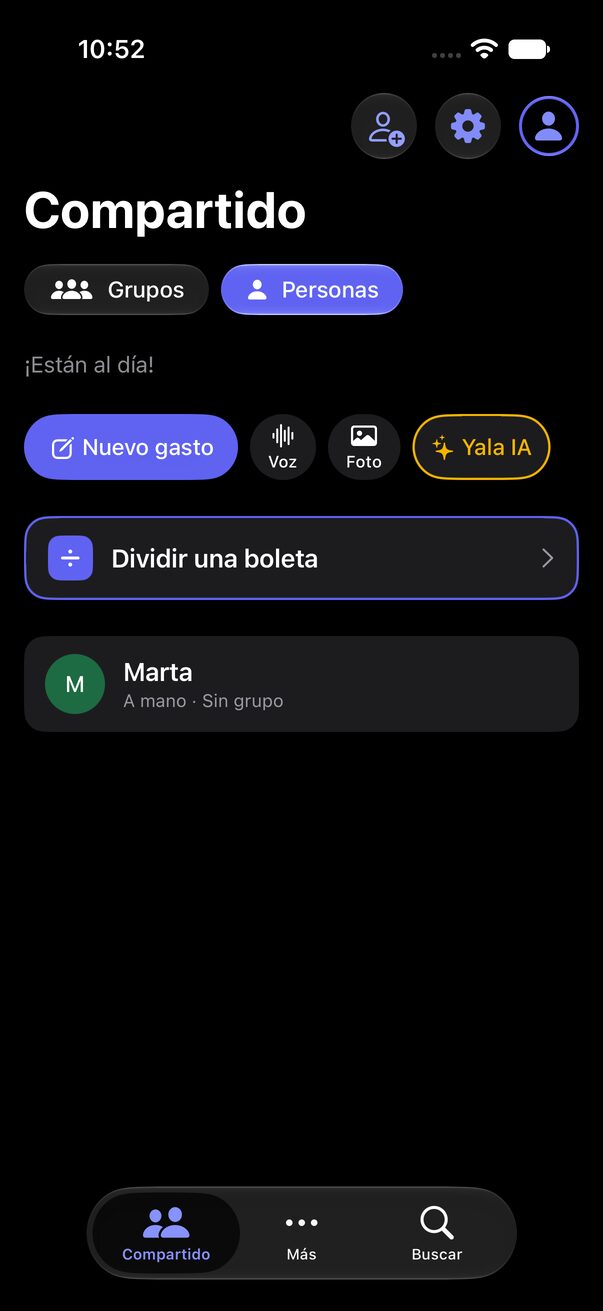 10:52
Compartido
Grupos
Personas
¡Están al día!
Nuevo gasto
Voz
Foto
Yala IA
Dividir una boleta
M
Marta
A mano · Sin grupo
Compartido
Más
Buscar